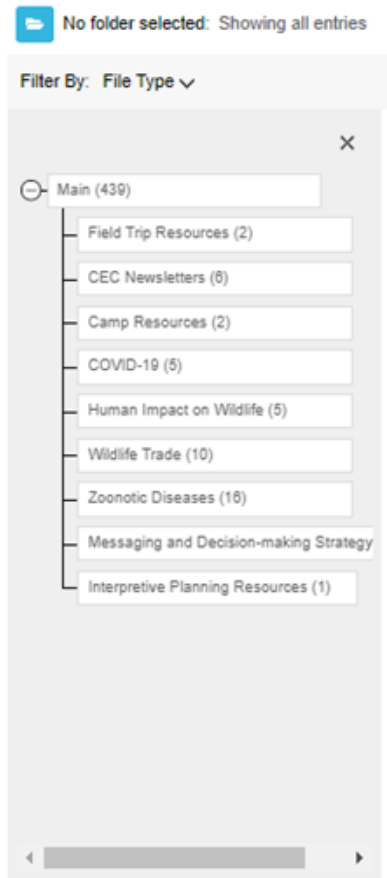 No folder selected: Showing all entries
Filter By: File Type
Main (439)
Field Trip Resources (2)
CEC Newsletters (6)
Camp Resources (2)
COVID-19 (5)
Human Impact on Wildlife (5)
Wildlife Trade (10)
Zoonotic Diseases (16)
Messaging and Decision-making Strategy
Interpretive Planning Resources (1)